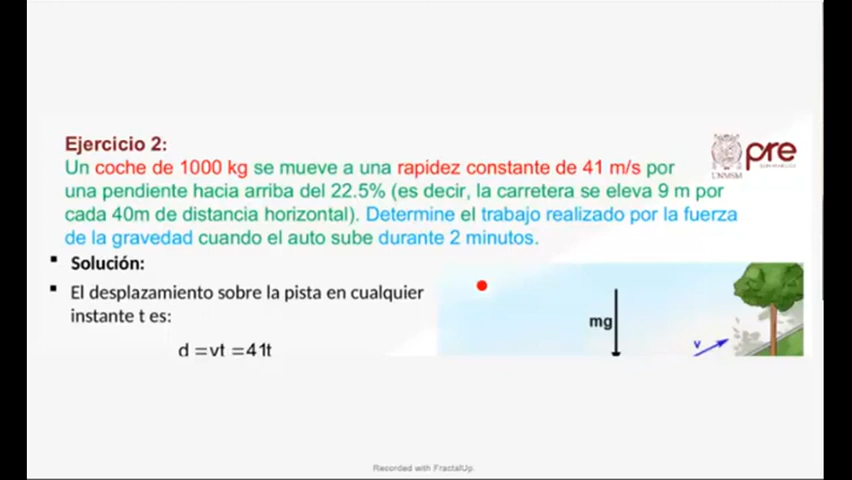 Ejercicio 2:
Un coche de 1000 kg se mueve a una rapidez constante de 41 m/s por
una pendiente hacia arriba del 22.5% (es decir, la carretera se eleva 9 m por
cada 40m de distancia horizontal). Determine el trabajo realizado por la fuerza
de la gravedad cuando el auto sube durante 2 minutos.
pre
UNMSM
▪ Solución:
▪ El desplazamiento sobre la pista en cualquier
instante t es:
d =vt =41t
mg
v
Recorded with FractalUp.